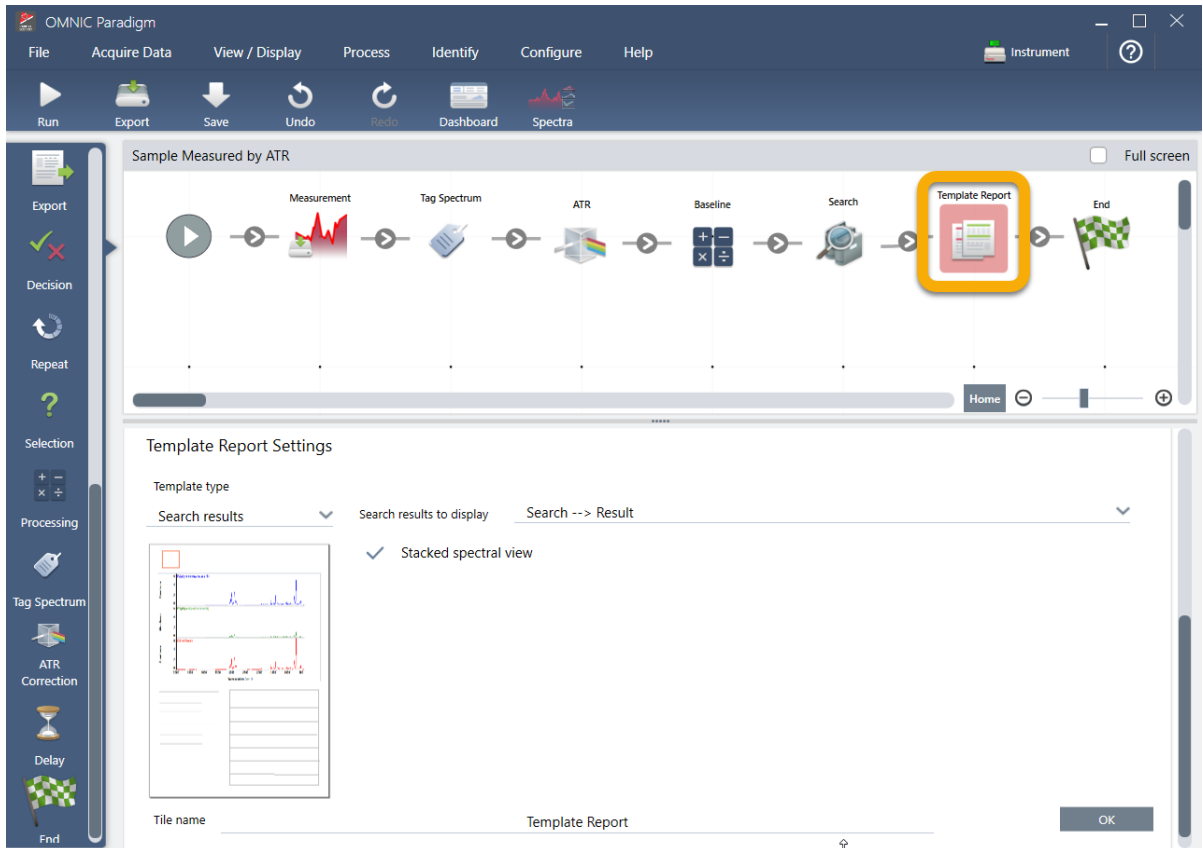 OMNIC Paradigm
File Acquire Data View / Display Process Identify Configure Help Instrument
Run Export Save Undo Redo Dashboard Spectra
Sample Measured by ATR Full screen
Export
Decision
Repeat
Selection
Processing
Tag Spectrum
ATR
Correction
Delay
End
Measurement Tag Spectrum ATR Baseline Search Template Report End
Home
Template Report Settings
Template type
Search results Search results to display Search --> Result
Stacked spectral view
Tile name Template Report OK